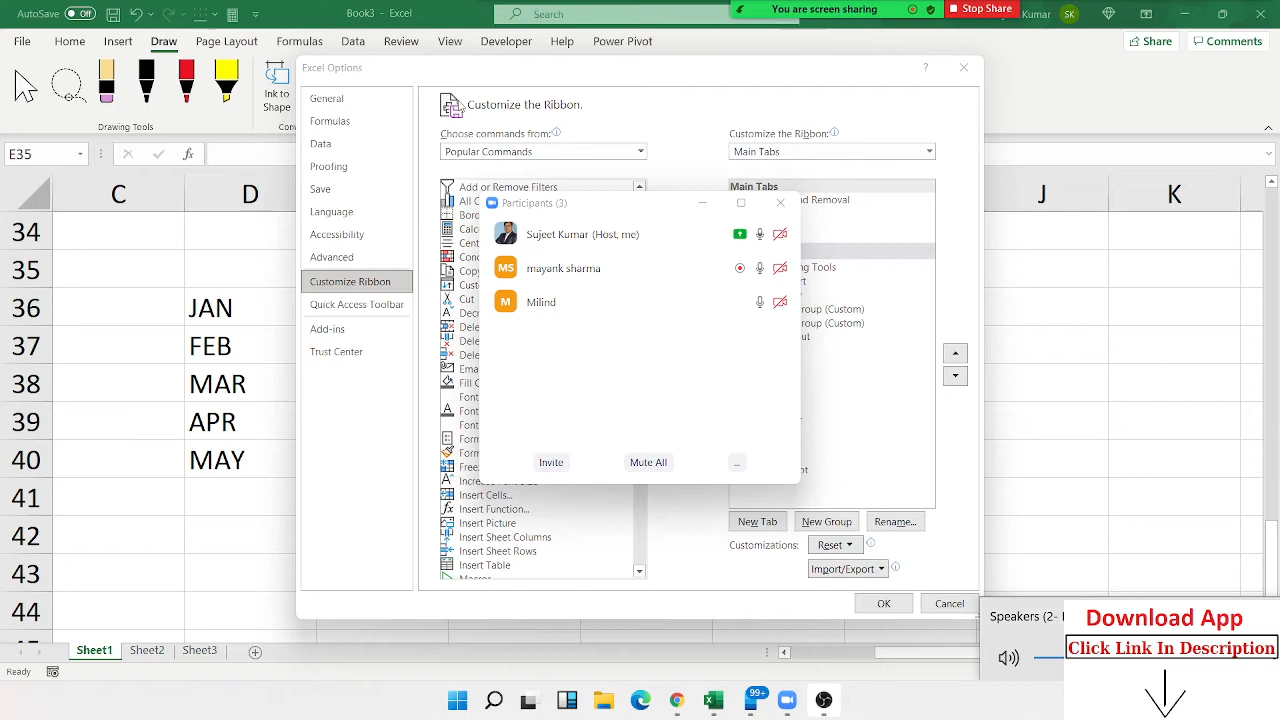 AutoSave Off
Book3 - Excel
Search
You are screen sharing
Stop Share
Kumar SK
File Home Insert Draw Page Layout Formulas Data Review View Developer Help Power Pivot
Share Comments
Ink to
Shape
Drawing Tools
E35
Excel Options
General
Formulas
Data
Proofing
Save
Language
Accessibility
Advanced
Customize Ribbon
Quick Access Toolbar
Add-ins
Trust Center
Customize the Ribbon.
Choose commands from:
Popular Commands
Customize the Ribbon:
Main Tabs
Add or Remove Filters
Main Tabs
Participants (3)
Sujeet Kumar (Host, me)
MS mayank sharma
M Milind
Invite Mute All ...
Insert Cells...
Insert Function...
Insert Picture
Insert Sheet Columns
Insert Sheet Rows
Insert Table
Macros
nd Removal
ng Tools
roup (Custom)
roup (Custom)
New Tab New Group Rename...
Customizations: Reset
Import/Export
OK Cancel
C D J K
34
35
36 JAN
37 FEB
38 MAR
39 APR
40 MAY
41
42
43
44
Sheet1 Sheet2 Sheet3
Ready
Speakers (2-
Download App
Click Link In Description
99+